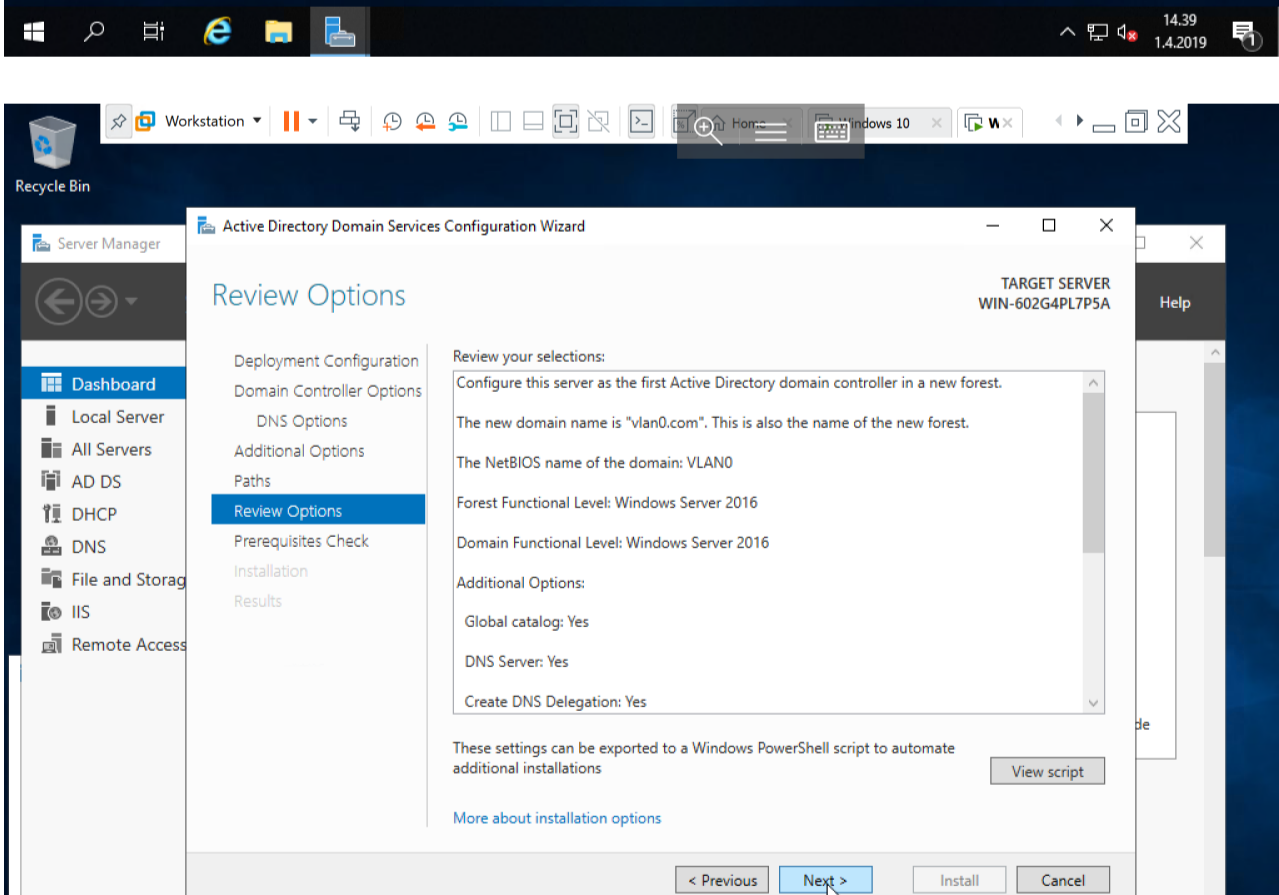 14.39
1.4.2019
1
Workstation
Home
Windows 10
W
Recycle Bin
Server Manager
Active Directory Domain Services Configuration Wizard
Review Options
TARGET SERVER
WIN-602G4PL7P5A
Help
Dashboard
Local Server
All Servers
AD DS
DHCP
DNS
File and Storag
IIS
Remote Access
Deployment Configuration
Domain Controller Options
DNS Options
Additional Options
Paths
Review Options
Prerequisites Check
Installation
Results
Review your selections:
Configure this server as the first Active Directory domain controller in a new forest.
The new domain name is "vlan0.com". This is also the name of the new forest.
The NetBIOS name of the domain: VLAN0
Forest Functional Level: Windows Server 2016
Domain Functional Level: Windows Server 2016
Additional Options:
Global catalog: Yes
DNS Server: Yes
Create DNS Delegation: Yes
These settings can be exported to a Windows PowerShell script to automate
additional installations
View script
More about installation options
de
< Previous
Next >
Install
Cancel